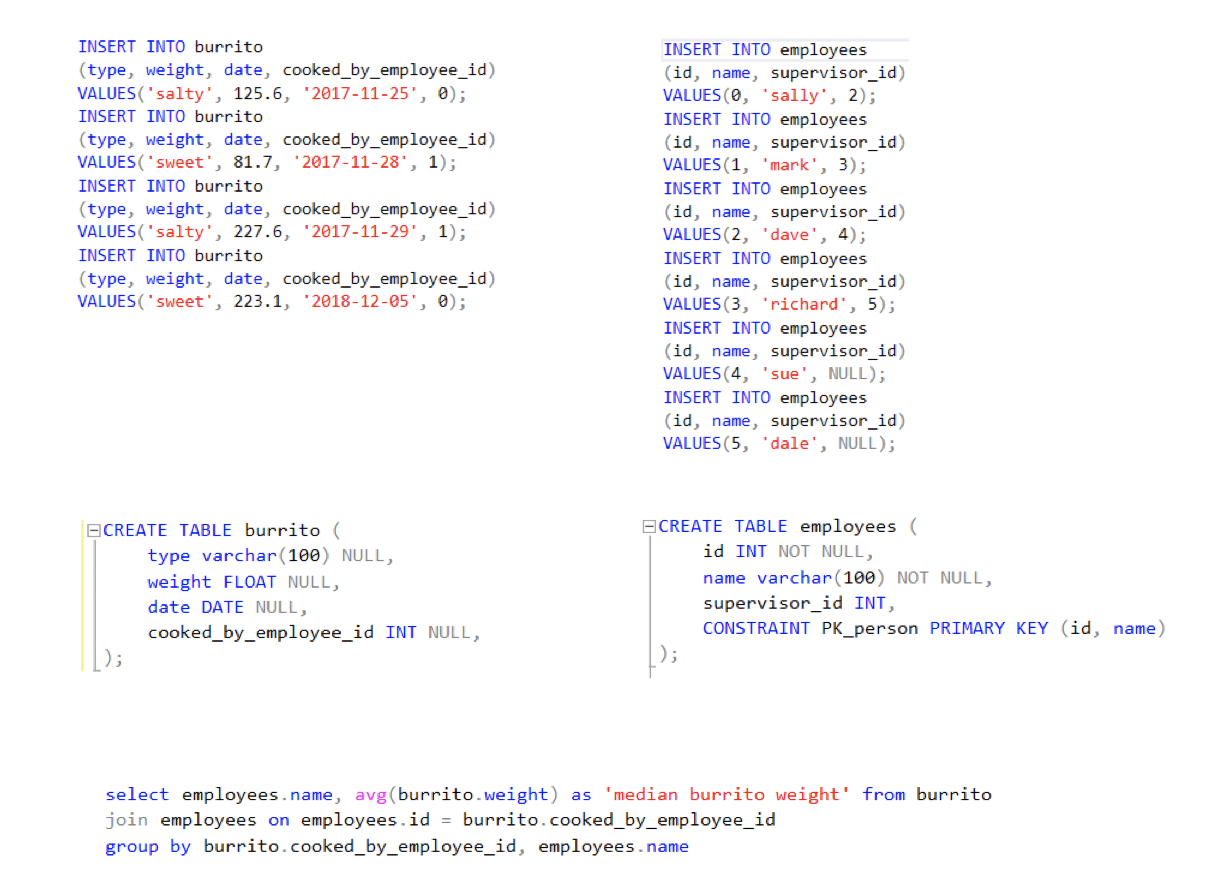 INSERT INTO burrito
(type, weight, date, cooked_by_employee_id)
VALUES('salty', 125.6, '2017-11-25', 0);
INSERT INTO burrito
(type, weight, date, cooked_by_employee_id)
VALUES('sweet', 81.7, '2017-11-28', 1);
INSERT INTO burrito
(type, weight, date, cooked_by_employee_id)
VALUES('salty', 227.6, '2017-11-29', 1);
INSERT INTO burrito
(type, weight, date, cooked_by_employee_id)
VALUES('sweet', 223.1, '2018-12-05', 0);
INSERT INTO employees
(id, name, supervisor_id)
VALUES(0, 'sally', 2);
INSERT INTO employees
(id, name, supervisor_id)
VALUES(1, 'mark', 3);
INSERT INTO employees
(id, name, supervisor_id)
VALUES(2, 'dave', 4);
INSERT INTO employees
(id, name, supervisor_id)
VALUES(3, 'richard', 5);
INSERT INTO employees
(id, name, supervisor_id)
VALUES(4, 'sue', NULL);
INSERT INTO employees
(id, name, supervisor_id)
VALUES(5, 'dale', NULL);
CREATE TABLE burrito (
type varchar(100) NULL,
weight FLOAT NULL,
date DATE NULL,
cooked_by_employee_id INT NULL,
);
CREATE TABLE employees (
id INT NOT NULL,
name varchar(100) NOT NULL,
supervisor_id INT,
CONSTRAINT PK_person PRIMARY KEY (id, name)
);
select employees.name, avg(burrito.weight) as 'median burrito weight' from burrito
join employees on employees.id = burrito.cooked_by_employee_id
group by burrito.cooked_by_employee_id, employees.name